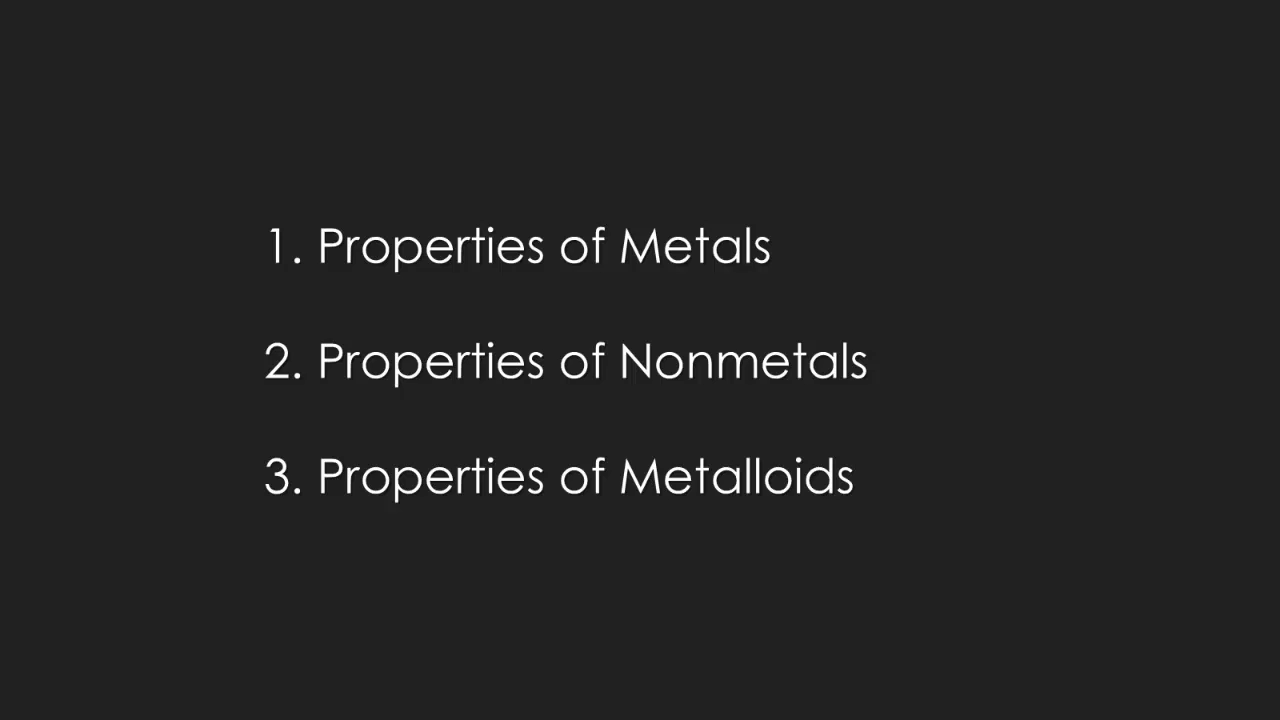 1. Properties of Metals
2. Properties of Nonmetals
3. Properties of Metalloids